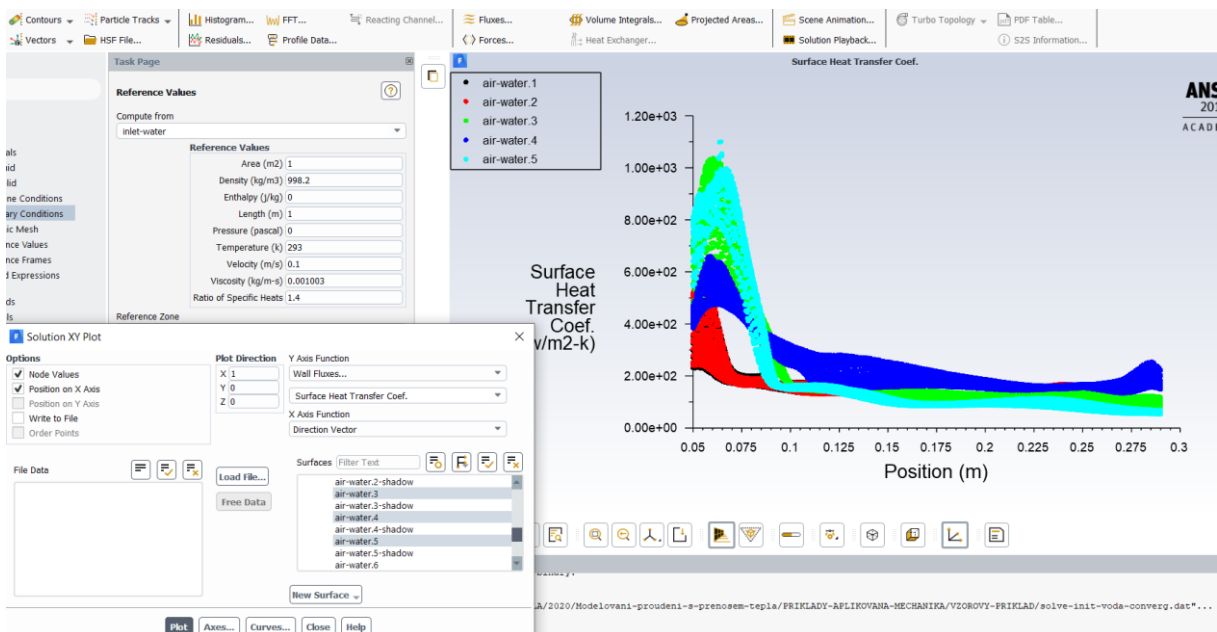 Contours Particle Tracks Histogram... FFT... Reacting Channel... Fluxes... Volume Integrals... Projected Areas... Scene Animation... Turbo Topology PDF Table...
Vectors HSF File... Residuals... Profile Data... Forces... Heat Exchanger... Solution Playback... S2S Information...
Task Page
Reference Values
Compute from
inlet-water
Reference Values
Area (m2) 1
Density (kg/m3) 998.2
Enthalpy (j/kg) 0
Length (m) 1
Pressure (pascal) 0
Temperature (k) 293
Velocity (m/s) 0.1
Viscosity (kg/m-s) 0.001003
Ratio of Specific Heats 1.4
Reference Zone
als
id
lid
ne Conditions
ary Conditions
ic Mesh
nce Values
nce Frames
d Expressions
ds
ls
Surface Heat Transfer Coef.
air-water.1
air-water.2
air-water.3
air-water.4
air-water.5
ANS
201
ACADE
1.20e+03
1.00e+03
8.00e+02
6.00e+02
4.00e+02
2.00e+02
0.00e+00
Surface
Heat
Transfer
Coef.
w/m2-k)
0.05 0.075 0.1 0.125 0.15 0.175 0.2 0.225 0.25 0.275 0.3
Position (m)
Solution XY Plot
Options
Node Values
Position on X Axis
Position on Y Axis
Write to File
Order Points
Plot Direction
X 1
Y 0
Z 0
Y Axis Function
Wall Fluxes...
Surface Heat Transfer Coef.
X Axis Function
Direction Vector
File Data
Load File...
Free Data
Surfaces Filter Text
air-water.2-shadow
air-water.3
air-water.3-shadow
air-water.4
air-water.4-shadow
air-water.5
air-water.5-shadow
air-water.6
New Surface
Plot Axes... Curves... Close Help
LA/2020/Modelovani-proudeni-s-prenosem-tepla/PRIKLADY-APLIKOVANA-MECHANIKA/VZOROVY-PRIKLAD/solve-init-voda-converg.dat"...